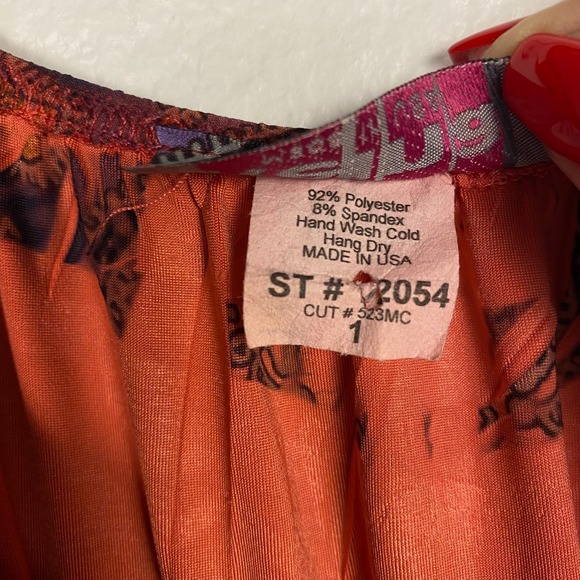 92% Polyester
8% Spandex
Hand Wash Cold
Hang Dry
MADE IN USA
ST # 2054
CUT # 523MC
1